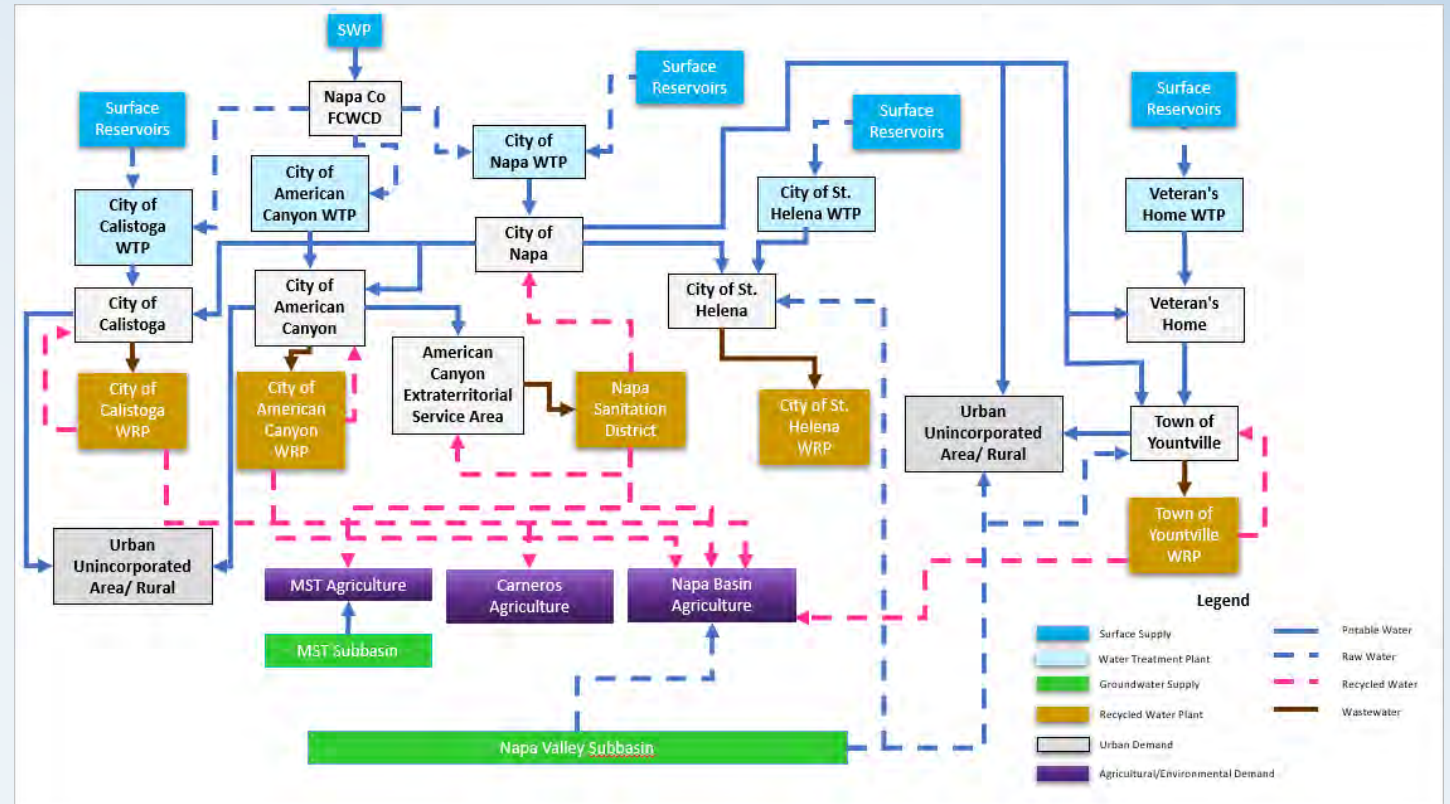 SWP
Surface
Reservoirs
Napa Co
FCWCD
Surface
Reservoirs
Surface
Reservoirs
Surface
Reservoirs
City of
Napa WTP
City of
American
Canyon WTP
City of St.
Helena WTP
Veteran's
Home WTP
City of
Calistoga
WTP
City of
Napa
City of
Calistoga
City of
American
Canyon
City of St.
Helena
Veteran's
Home
American
Canyon
Extraterritorial
Service Area
City of
Calistoga
WRP
City of
American
Canyon
WRP
Napa
Sanitation
District
City of St.
Helena
WRP
Urban
Unincorporated
Area/ Rural
Town of
Yountville
Town of
Yountville
WRP
Urban
Unincorporated
Area/ Rural
MST Agriculture
Carneros
Agriculture
Napa Basin
Agriculture
MST Subbasin
Napa Valley Subbasin
Legend
Surface Supply
Water Treatment Plant
Groundwater Supply
Recycled Water Plant
Urban Demand
Agricultural/Environmental Demand
Potable Water
Raw Water
Recycled Water
Wastewater